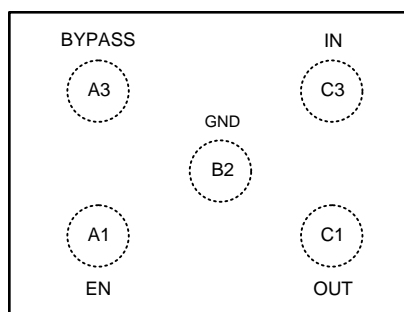 BYPASS IN
A3 C3
GND
B2
A1 C1
EN OUT